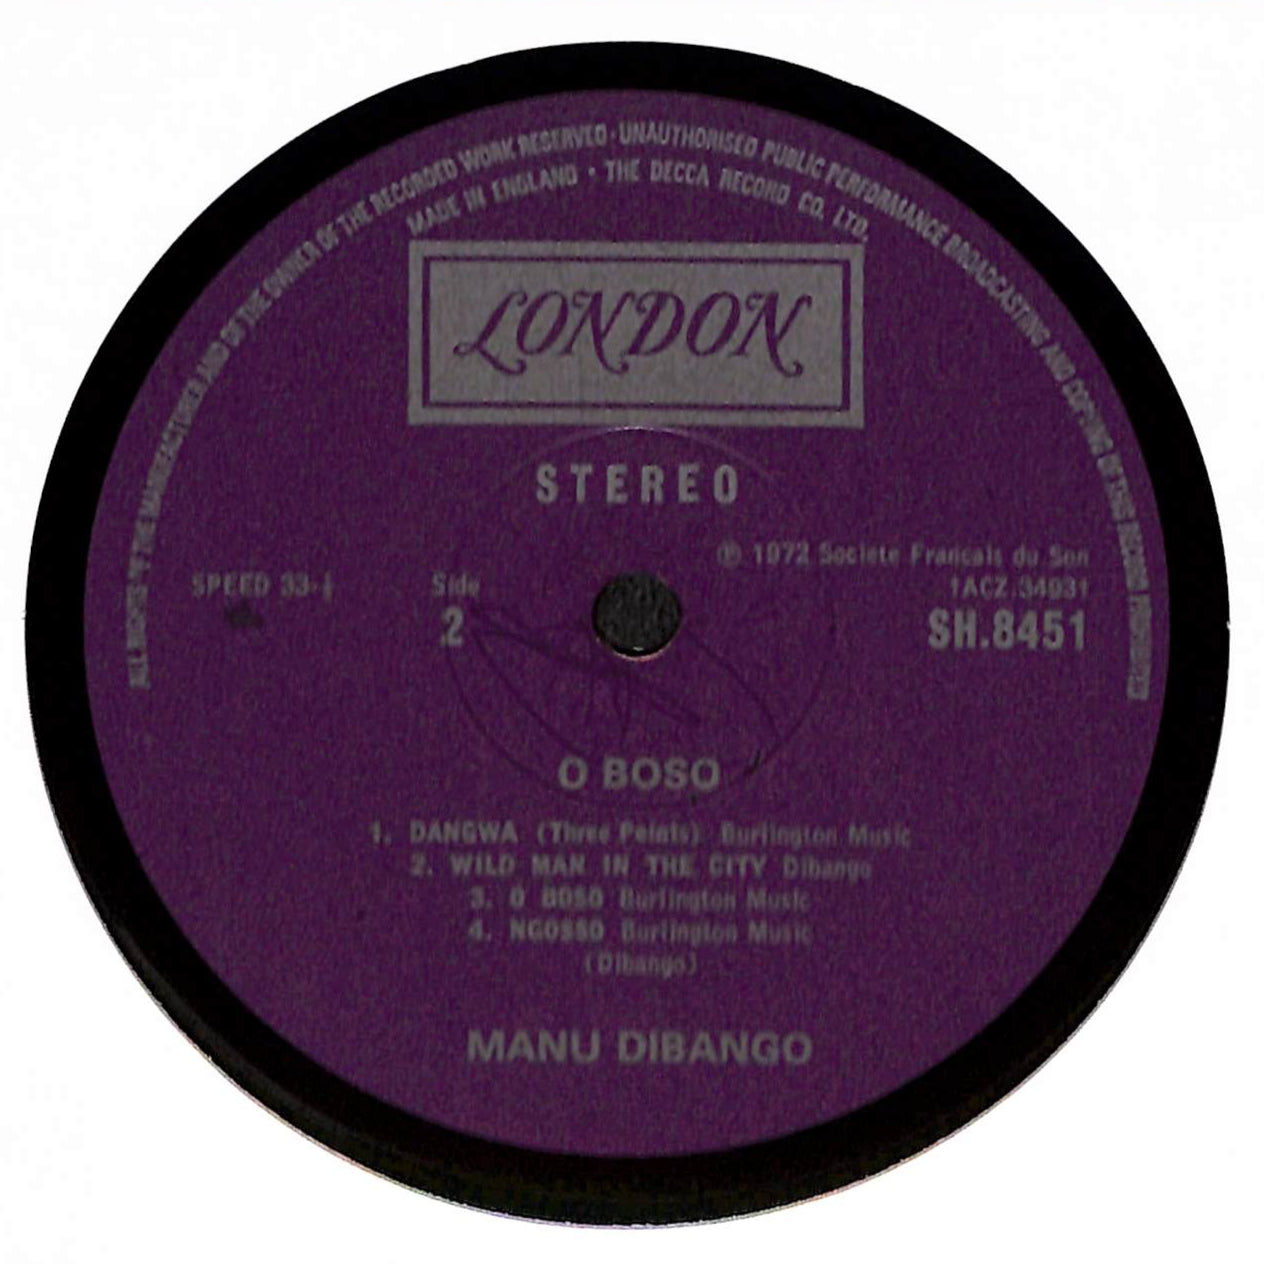 ALL RIGHTS OF THE MANUFACTURER AND OF THE OWNER OF THE RECORDED WORK RESERVED · UNAUTHORISED PUBLIC PERFORMANCE BROADCASTING AND COPYING OF THIS RECORD PROHIBITED
MADE IN ENGLAND · THE DECCA RECORD CO. LTD.
LONDON
STEREO
℗ 1972 Societe Francais du Son
SPEED 33-⅓
Side
1ACZ.34931
2
SH.8451
O BOSO
1. DANGWA (Three Points) Burlington Music
2. WILD MAN IN THE CITY Dibango
3. O BOSO Burlington Music
4. NGOSSO Burlington Music
(Dibango)
MANU DIBANGO